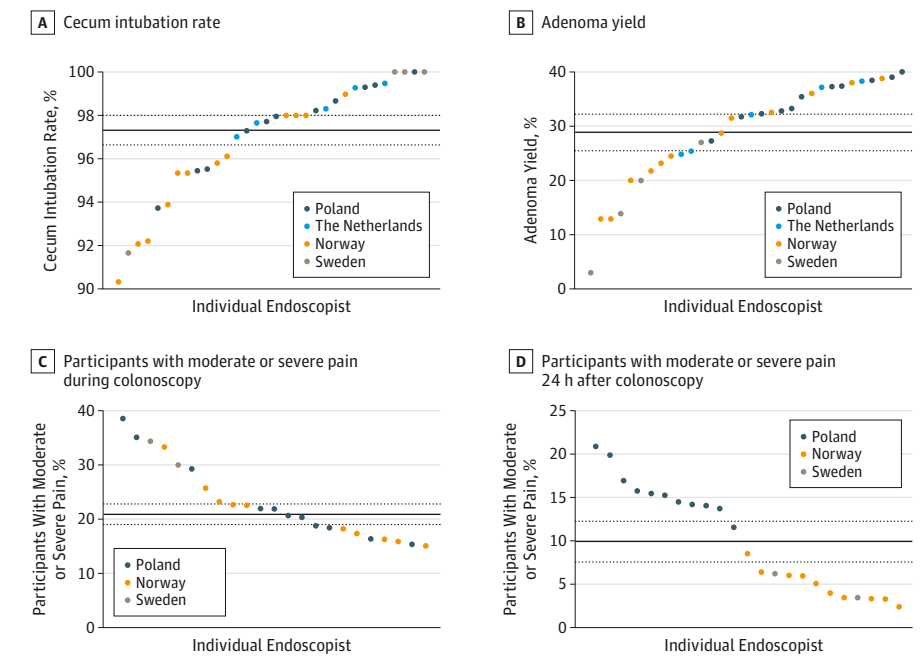 A Cecum intubation rate
Cecum Intubation Rate, %
100
98
96
94
92
90
Poland
The Netherlands
Norway
Sweden
Individual Endoscopist
B Adenoma yield
Adenoma Yield, %
40
30
20
10
0
Poland
The Netherlands
Norway
Sweden
Individual Endoscopist
C Participants with moderate or severe pain
during colonoscopy
Participants With Moderate
or Severe Pain, %
40
30
20
10
0
Poland
Norway
Sweden
Individual Endoscopist
D Participants with moderate or severe pain
24 h after colonoscopy
Participants With Moderate
or Severe Pain, %
25
20
15
10
5
0
Poland
Norway
Sweden
Individual Endoscopist